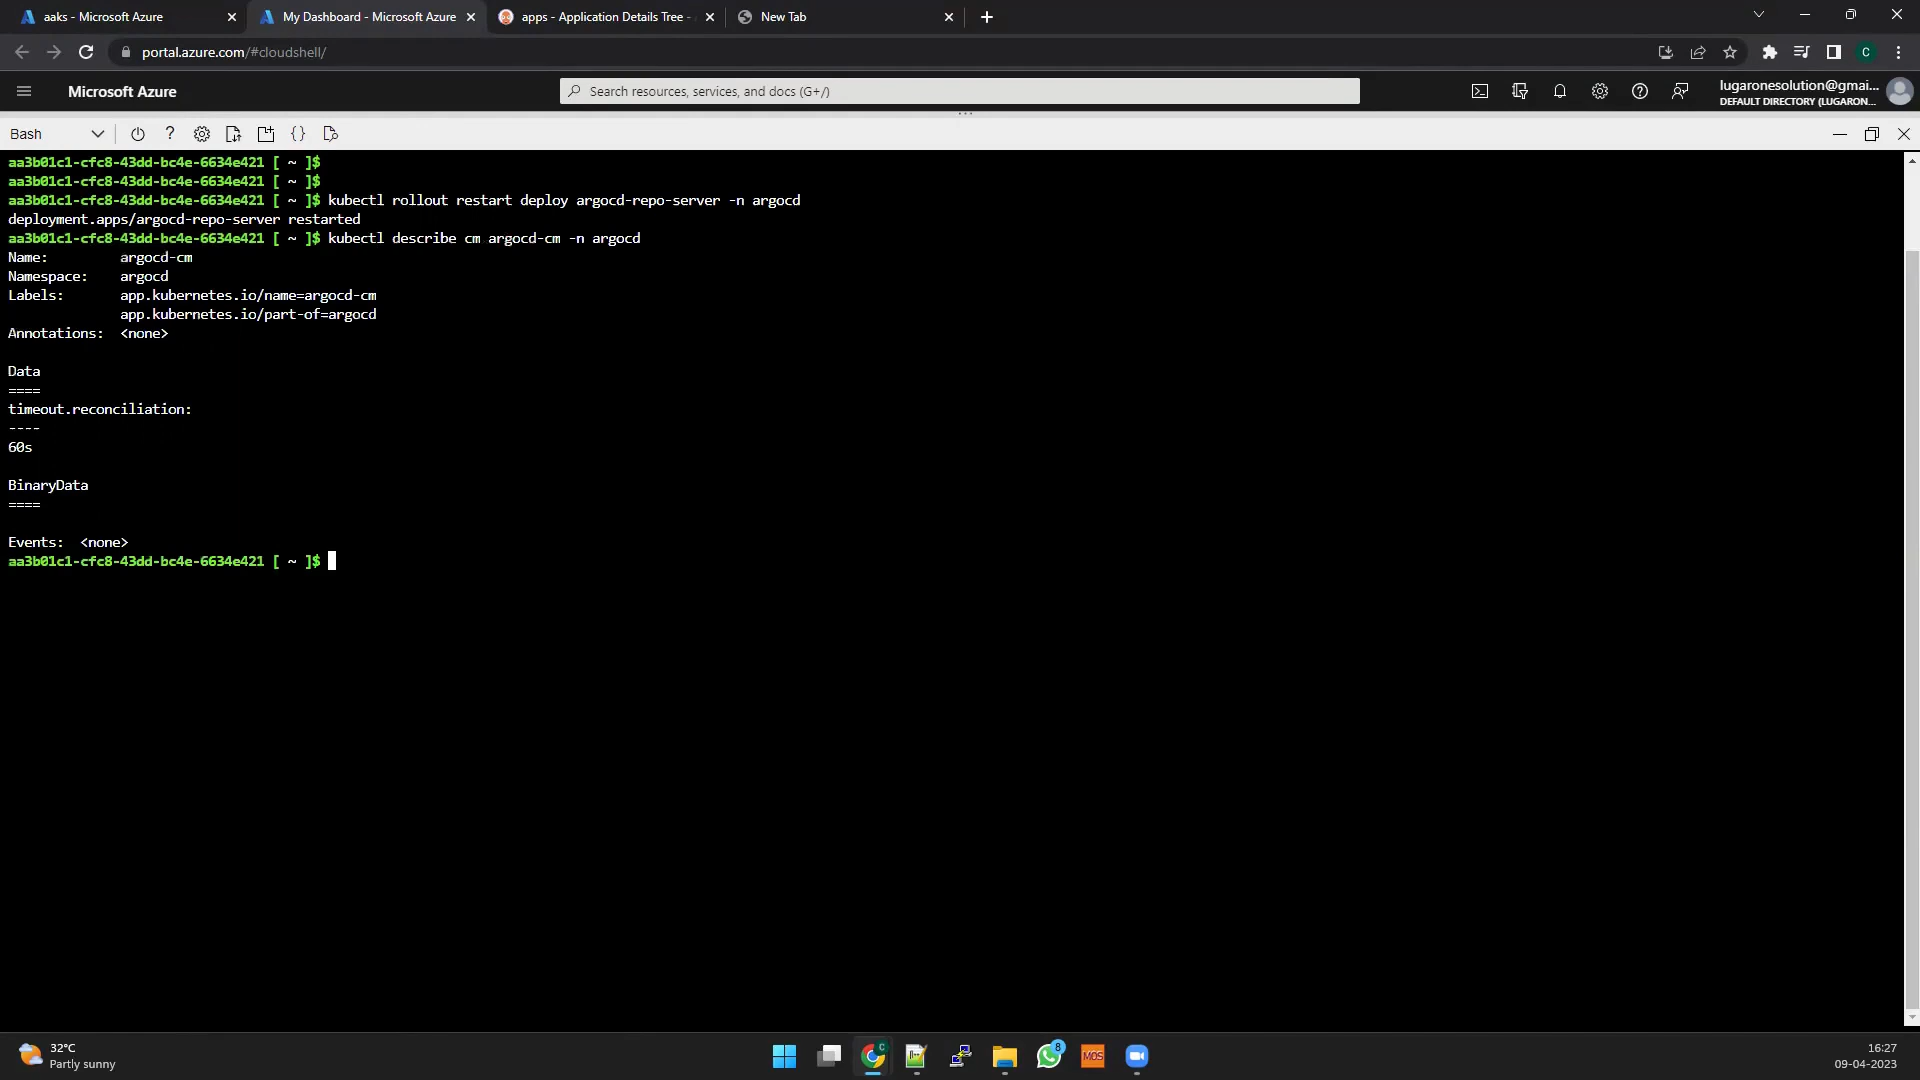 aaks - Microsoft Azure
My Dashboard - Microsoft Azure
apps - Application Details Tree -
New Tab
portal.azure.com/#cloudshell/
C
Microsoft Azure
Search resources, services, and docs (G+/)
lugaronesolution@gmai...
DEFAULT DIRECTORY (LUGARON...
Bash
aa3b01c1-cfc8-43dd-bc4e-6634e421 [ ~ ]$
aa3b01c1-cfc8-43dd-bc4e-6634e421 [ ~ ]$
aa3b01c1-cfc8-43dd-bc4e-6634e421 [ ~ ]$ kubectl rollout restart deploy argocd-repo-server -n argocd
deployment.apps/argocd-repo-server restarted
aa3b01c1-cfc8-43dd-bc4e-6634e421 [ ~ ]$ kubectl describe cm argocd-cm -n argocd
Name:         argocd-cm
Namespace:    argocd
Labels:       app.kubernetes.io/name=argocd-cm
              app.kubernetes.io/part-of=argocd
Annotations:  <none>
Data
====
timeout.reconciliation:
----
60s
BinaryData
====
Events:  <none>
aa3b01c1-cfc8-43dd-bc4e-6634e421 [ ~ ]$
32°C
Partly sunny
C
8
MOS
16:27
09-04-2023